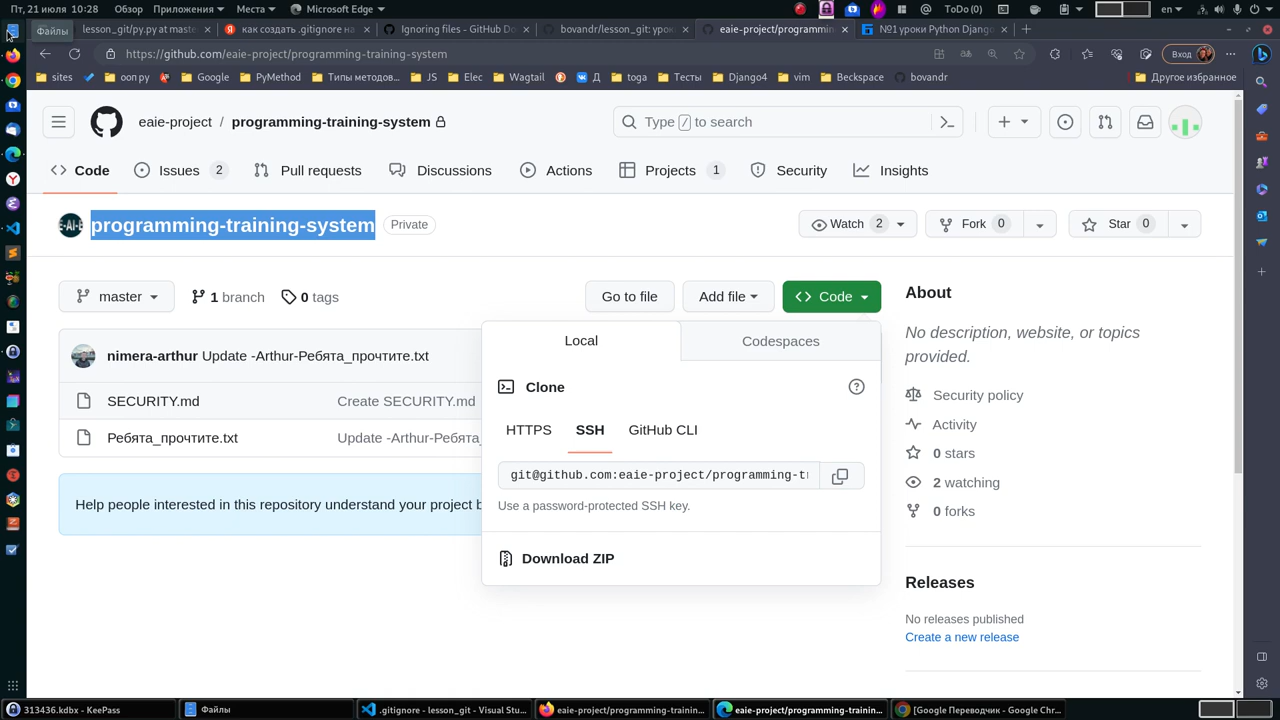 Пт, 21 июля 10:28 Обзор Приложения Места Microsoft Edge ToDo (0) en
Файлы
lesson_git/py.py at maste × как создать .gitignore на × Ignoring files - GitHub Do × bovandr/lesson_git: урок × eaie-project/programmin × №1 уроки Python Django ×
https://github.com/eaie-project/programming-training-system Вход
sites ооп ру Google PyMethod Типы методов... JS Elec Wagtail Д toga Тесты Django4 vim Beckspace bovandr Другое избранное
eaie-project / programming-training-system
Type / to search
Code Issues 2 Pull requests Discussions Actions Projects 1 Security Insights
E-AI-E programming-training-system Private
Watch 2 Fork 0 Star 0
master 1 branch 0 tags Go to file Add file Code
nimera-arthur Update -Arthur-Ребята_прочтите.txt
SECURITY.md Create SECURITY.md
Ребята_прочтите.txt Update -Arthur-Ребята_
Help people interested in this repository understand your project b
Local Codespaces
Clone
HTTPS SSH GitHub CLI
git@github.com:eaie-project/programming-tr
Use a password-protected SSH key.
Download ZIP
About
No description, website, or topics
provided.
Security policy
Activity
0 stars
2 watching
0 forks
Releases
No releases published
Create a new release
313436.kdbx - KeePass Файлы .gitignore - lesson_git - Visual Stu... eaie-project/programming-trainin... eaie-project/programming-trainin... [Google Переводчик - Google Chr...